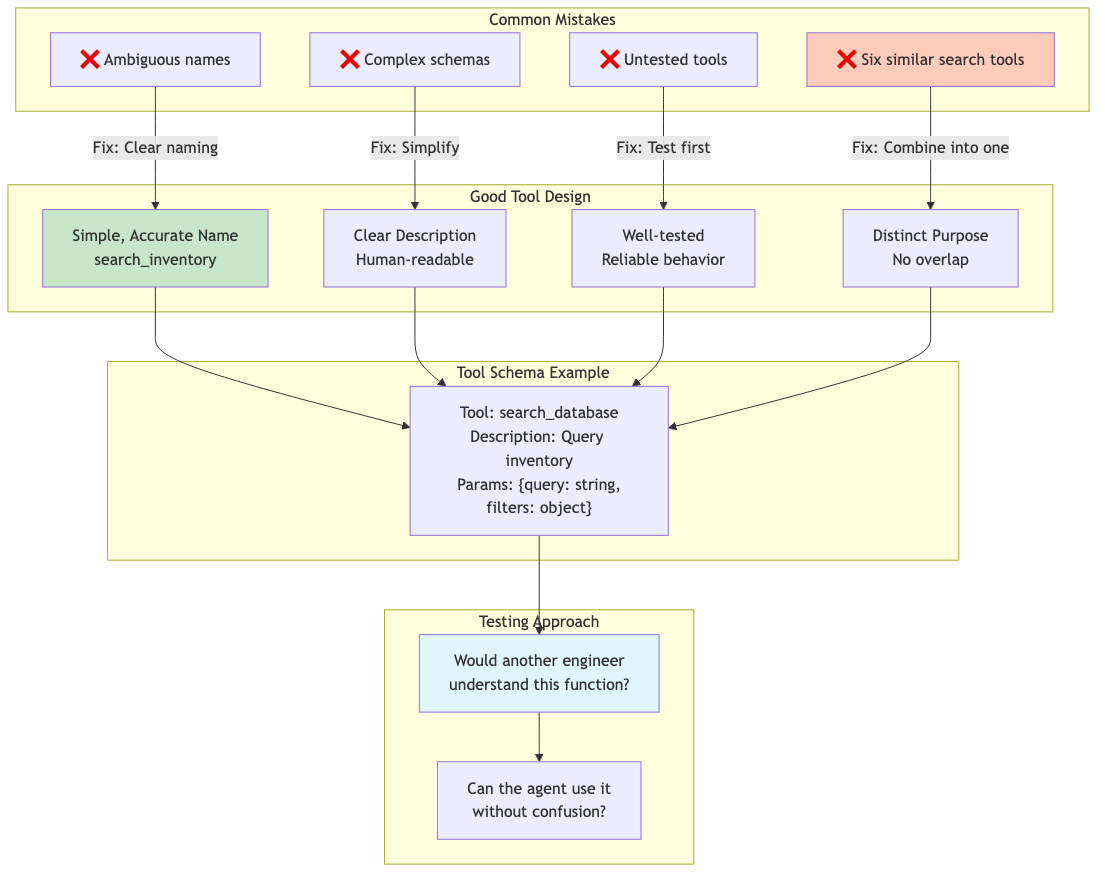 Common Mistakes
❌ Ambiguous names
❌ Complex schemas
❌ Untested tools
❌ Six similar search tools
Fix: Clear naming
Fix: Simplify
Fix: Test first
Fix: Combine into one
Good Tool Design
Simple, Accurate Name
search_inventory
Clear Description
Human-readable
Well-tested
Reliable behavior
Distinct Purpose
No overlap
Tool Schema Example
Tool: search_database
Description: Query
inventory
Params: {query: string,
filters: object}
Testing Approach
Would another engineer
understand this function?
Can the agent use it
without confusion?